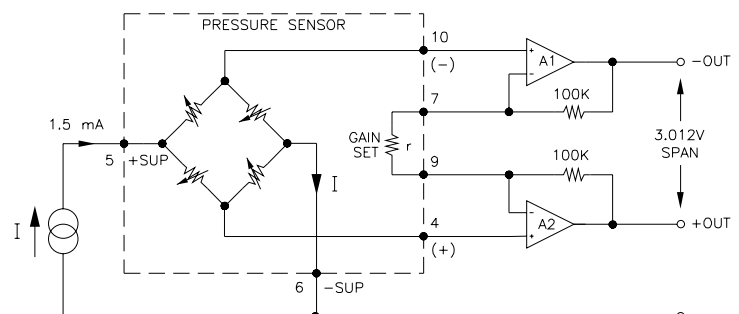 PRESSURE SENSOR
10
(-)
A1
+
-
-OUT
7
100K
1.5 mA
GAIN
SET
r
3.012V
SPAN
5
+SUP
9
100K
I
I
A2
-
+
+OUT
4
(+)
6
-SUP